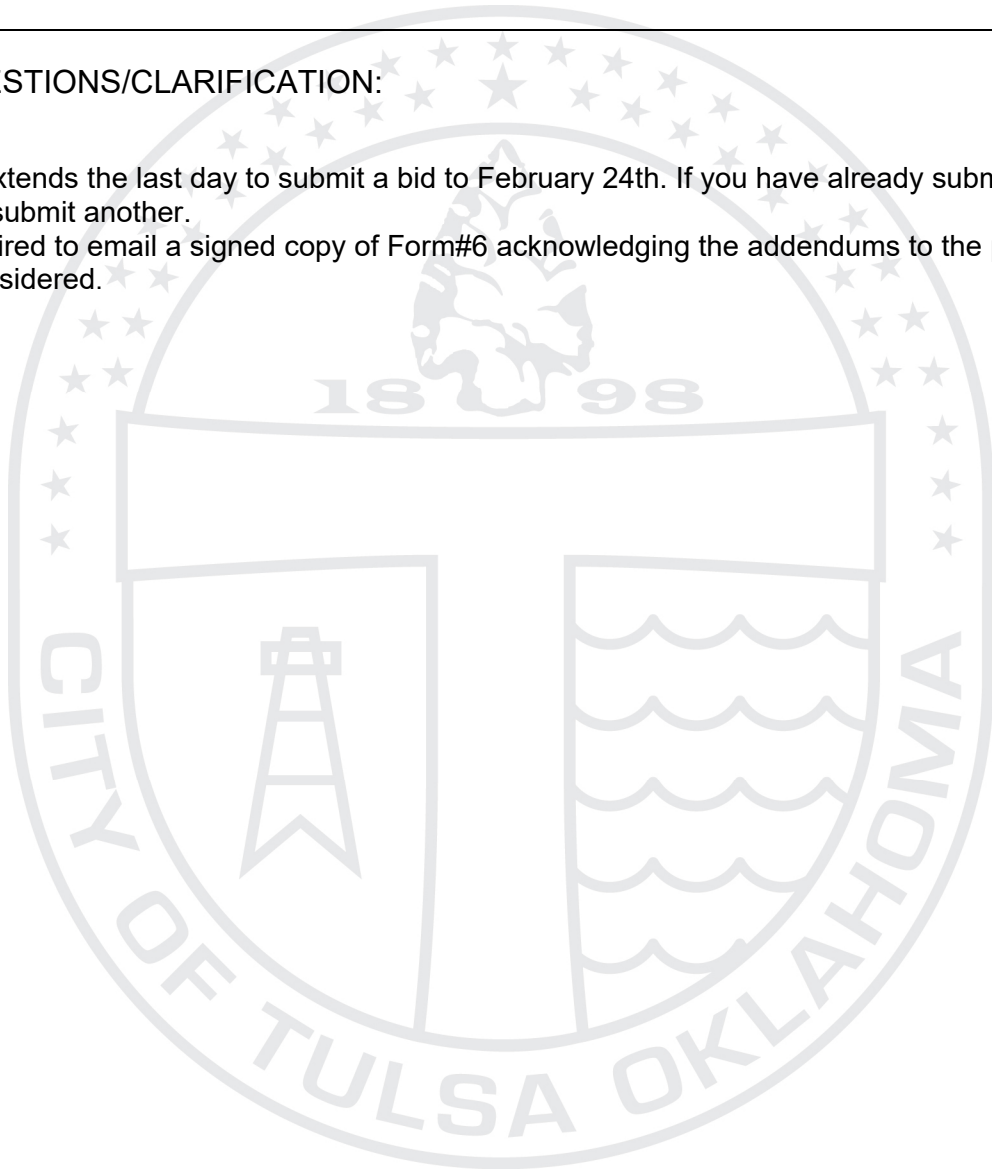 ESTIONS/CLARIFICATION:
xtends the last day to submit a bid to February 24th. If you have already subm
submit another.
ired to email a signed copy of Form#6 acknowledging the addendums to the p
sidered.
18 98
CITY OF TULSA OKLAHOMA